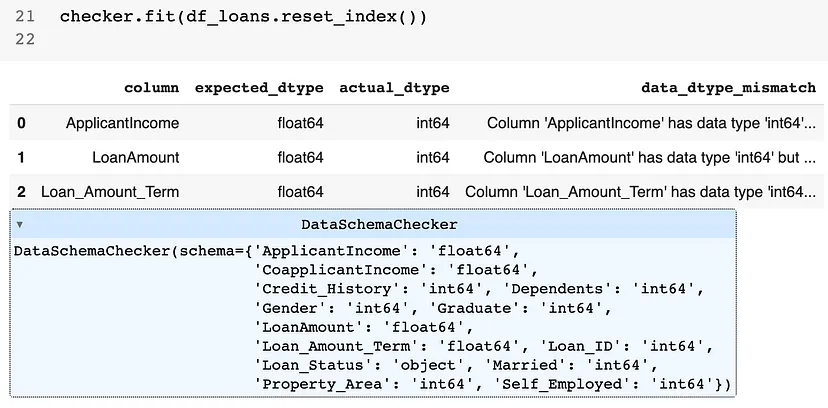 21 checker.fit(df_loans.reset_index())
22
column expected_dtype actual_dtype data_dtype_mismatch
0 ApplicantIncome float64 int64 Column 'ApplicantIncome' has data type 'int64'...
1 LoanAmount float64 int64 Column 'LoanAmount' has data type 'int64' but ...
2 Loan_Amount_Term float64 int64 Column 'Loan_Amount_Term' has data type 'int64...
▾ DataSchemaChecker
DataSchemaChecker(schema={'ApplicantIncome': 'float64',
'CoapplicantIncome': 'float64',
'Credit_History': 'int64', 'Dependents': 'int64',
'Gender': 'int64', 'Graduate': 'int64',
'LoanAmount': 'float64',
'Loan_Amount_Term': 'float64', 'Loan_ID': 'int64',
'Loan_Status': 'object', 'Married': 'int64',
'Property_Area': 'int64', 'Self_Employed': 'int64'})